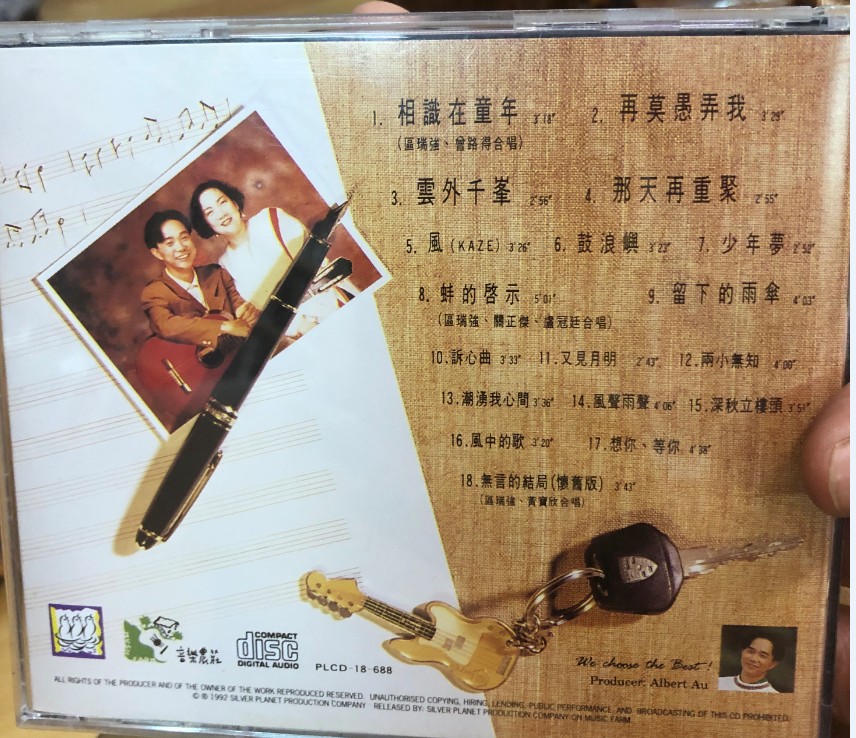 1. 相識在童年 3'18" 2. 再莫愚弄我 3'29"
(區瑞強、曾路得合唱)
3. 雲外千峯 2'56" 4. 那天再重聚 2'55"
5. 風(KAZE) 3'26" 6. 鼓浪嶼 3'23" 7. 少年夢 2'52"
8. 蚌的啓示 5'01" 9. 留下的雨傘 4'03"
(區瑞強、關正傑、盧冠廷合唱)
10. 訴心曲 3'33" 11. 又見月明 2'43" 12. 兩小無知 4'00"
13. 潮湧我心間 3'36" 14. 風聲雨聲 4'06" 15. 深秋立樓頭 3'51"
16. 風中的歌 3'20" 17. 想你、等你 4'38"
18. 無言的結局(懷舊版) 3'43"
(區瑞強、黃寶欣合唱)
音樂農莊
COMPACT
disc
DIGITAL AUDIO
PLCD-18-688
We choose the Best!
Producer: Albert Au
ALL RIGHTS OF THE PRODUCER AND OF THE OWNER OF THE WORK REPRODUCED RESERVED. UNAUTHORISED COPYING, HIRING, LENDING, PUBLIC PERFORMANCE AND BROADCASTING OF THIS CD PROHIBITED.
© ℗ 1992 SILVER PLANET PRODUCTION COMPANY RELEASED BY: SILVER PLANET PRODUCTION COMPANY ON MUSIC FARM